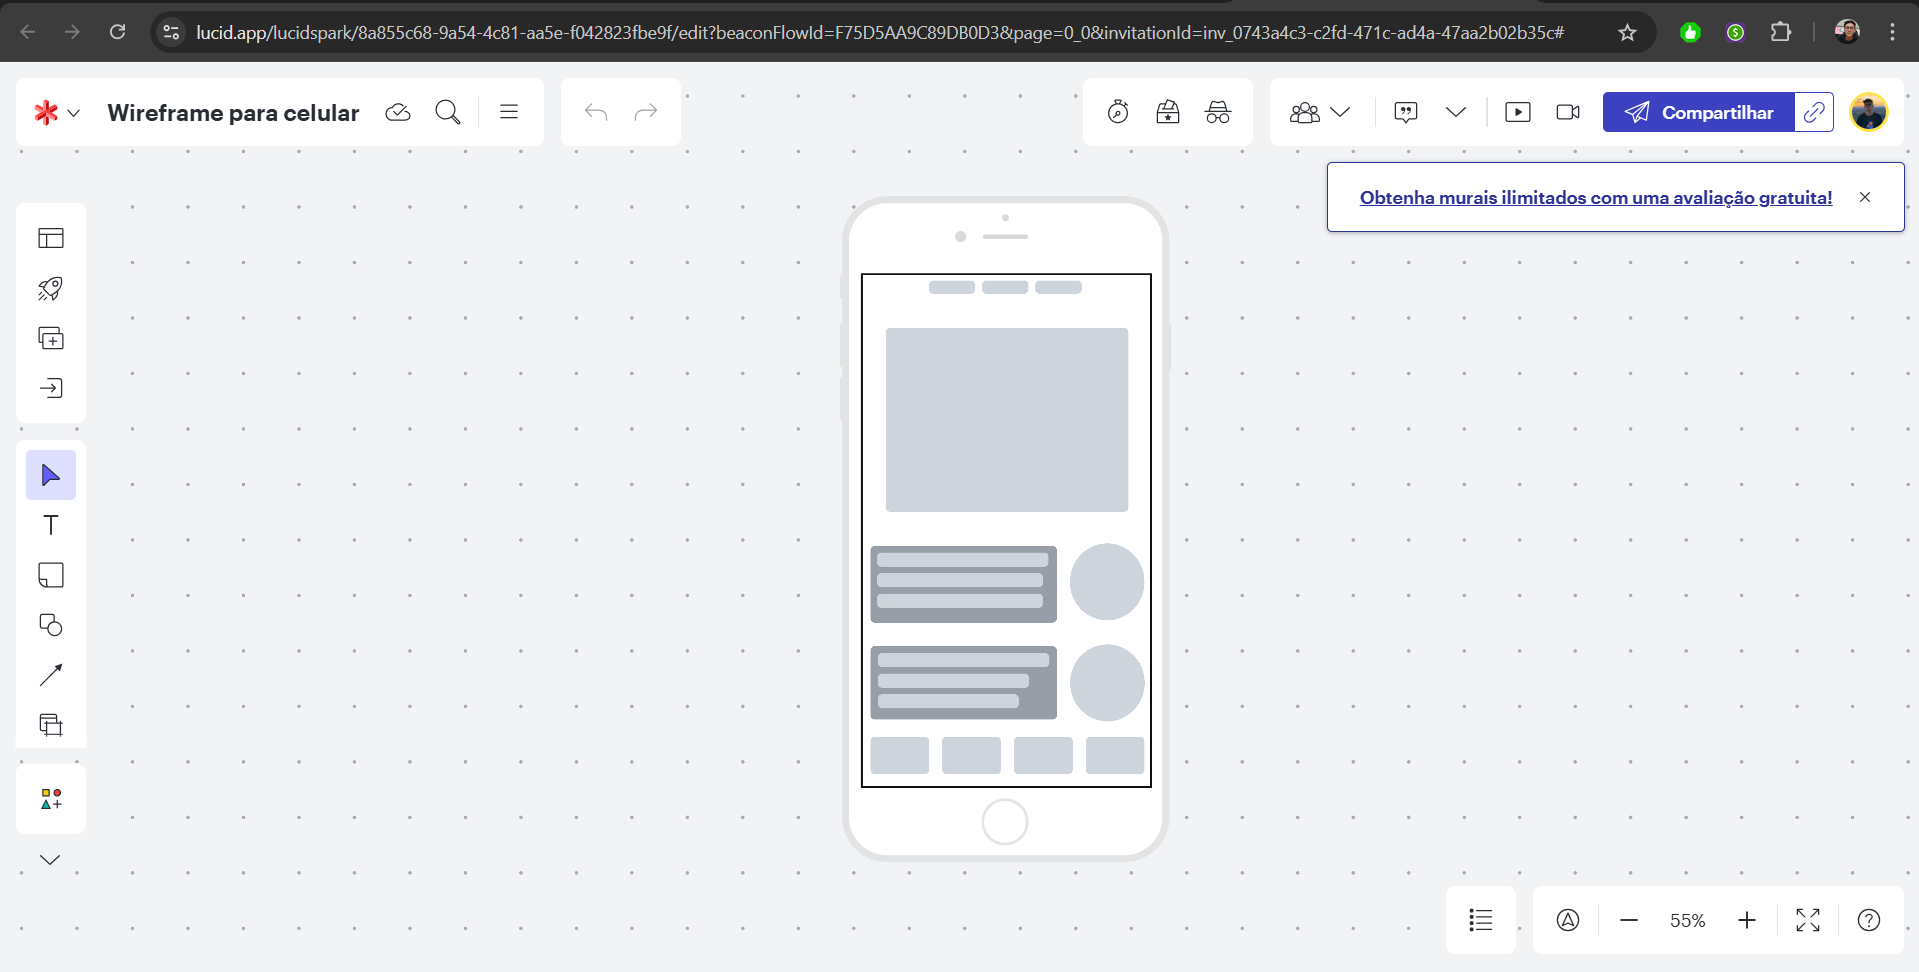 lucid.app/lucidspark/8a855c68-9a54-4c81-aa5e-f042823fbe9f/edit?beaconFlowId=F75D5AA9C89DB0D3&page=0_0&invitationId=inv_0743a4c3-c2fd-471c-ad4a-47aa2b02b35c#
Wireframe para celular
Compartilhar
Obtenha murais ilimitados com uma avaliação gratuita!
55%